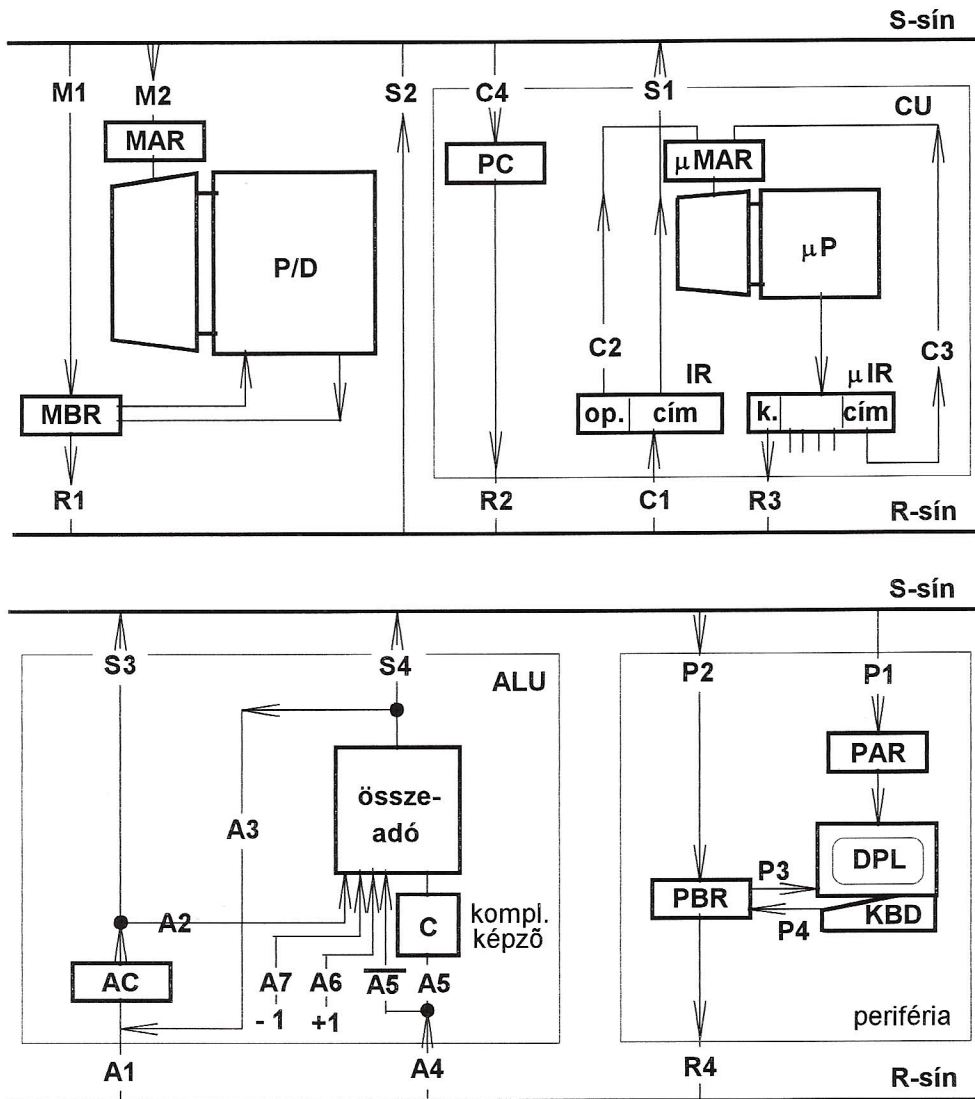 S-sín
M1 M2 S2 C4 S1 CU
MAR PC μMAR
P/D μP
C2 IR μIR C3
MBR op. cím k. cím
R1 R2 C1 R3 R-sín
S-sín
S3 S4 ALU P2 P1
PAR
össze-
adó
A3 DPL
P3
PBR KBD
P4
A2 C kompl.
képzõ
AC A7 A6 A5 A5
- 1 +1
periféria
A1 A4 R4 R-sín